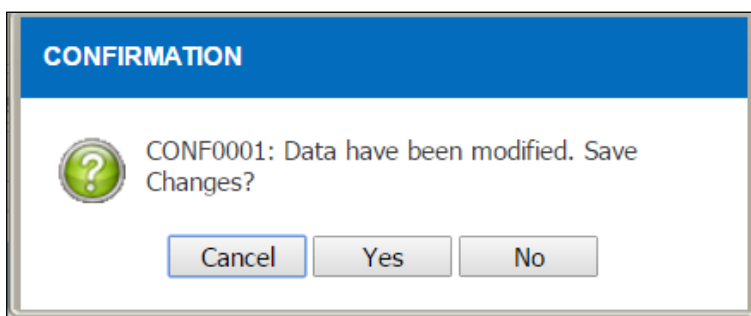 CONFIRMATION
CONF0001: Data have been modified. Save
Changes?
Cancel Yes No